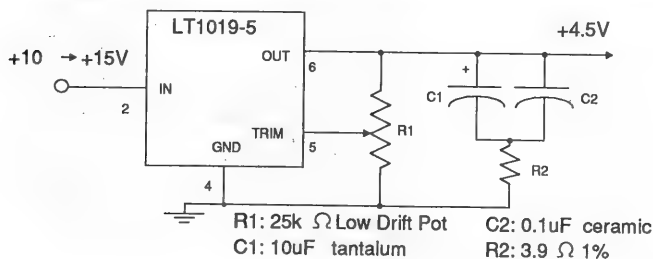 LT1019-5
+4.5V
+10 → +15V
OUT
6
IN
2
+
C1
C2
TRIM
5
R1
GND
4
R2
R1: 25k Ω Low Drift Pot
C2: 0.1uF ceramic
C1: 10uF tantalum
R2: 3.9 Ω 1%